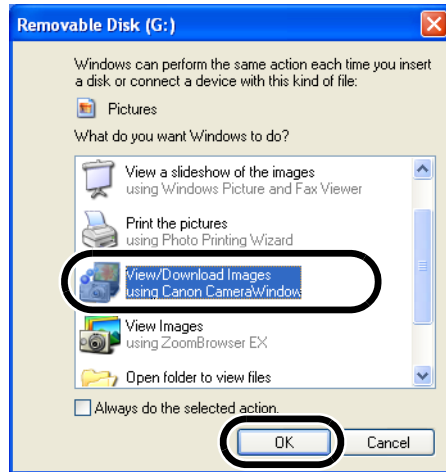 Removable Disk (G:)
Windows can perform the same action each time you insert
a disk or connect a device with this kind of file:
Pictures
What do you want Windows to do?
View a slideshow of the images
using Windows Picture and Fax Viewer
Print the pictures
using Photo Printing Wizard
View/Download Images
using Canon CameraWindow
View Images
using ZoomBrowser EX
Open folder to view files
Always do the selected action.
OK
Cancel